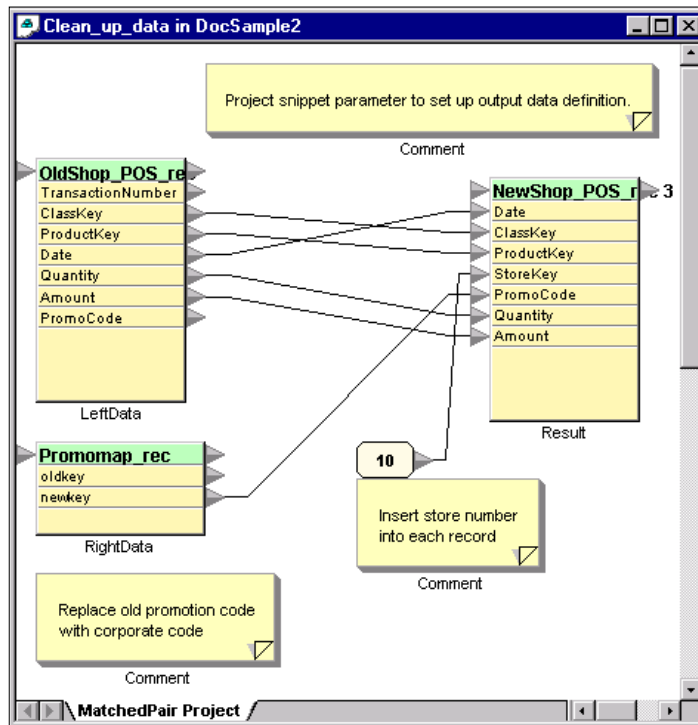 Clean_up_data in DocSample2
Project snippet parameter to set up output data definition.
Comment
OldShop_POS_re
TransactionNumber
ClassKey
ProductKey
Date
Quantity
Amount
PromoCode
LeftData
NewShop_POS_rec 3
Date
ClassKey
ProductKey
StoreKey
PromoCode
Quantity
Amount
Result
Promomap_rec
oldkey
newkey
RightData
10
Insert store number
into each record
Comment
Replace old promotion code
with corporate code
Comment
MatchedPair Project